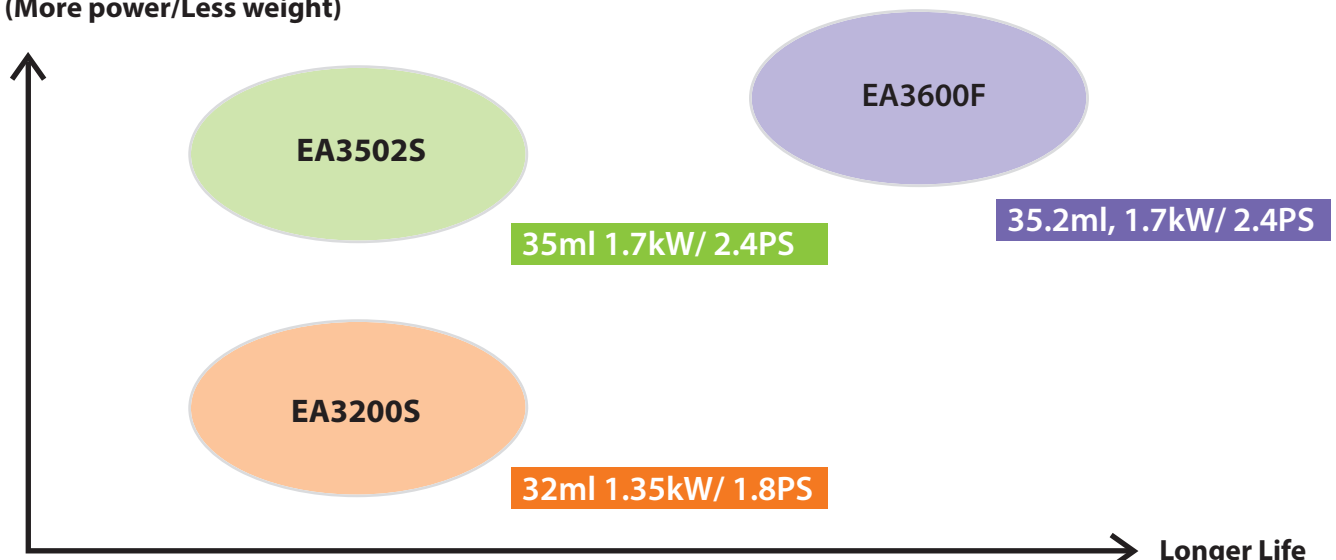 (More power/Less weight)
EA3600F
EA3502S
35.2ml, 1.7kW/ 2.4PS
35ml 1.7kW/ 2.4PS
EA3200S
32ml 1.35kW/ 1.8PS
Longer Life